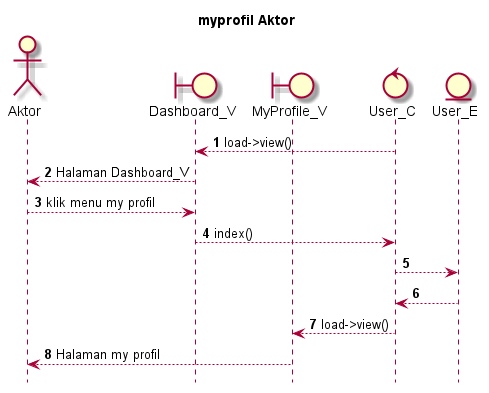 myprofil Aktor
Aktor
Dashboard_V
MyProfile_V
User_C
User_E
1 load->view()
2 Halaman Dashboard_V
3 klik menu my profil
4 index()
5
6
7 load->view()
8 Halaman my profil